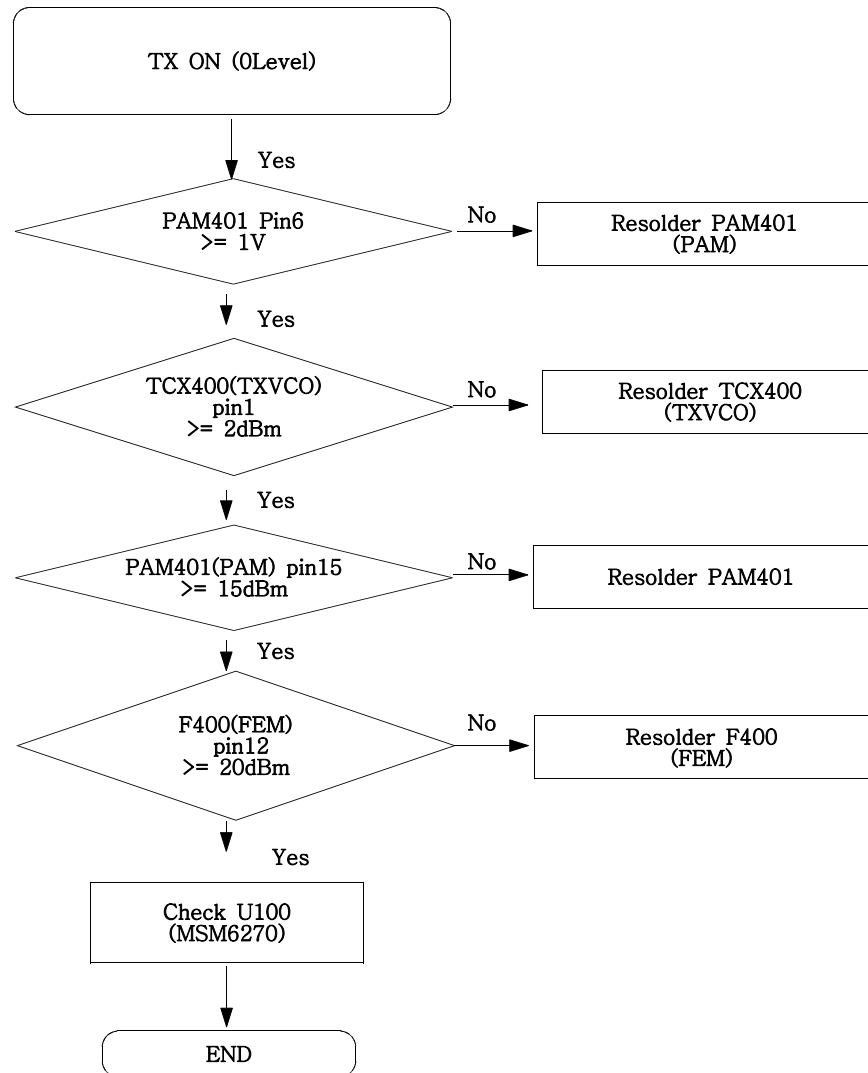 TX ON (0Level)
Yes
PAM401 Pin6
>= 1V
No
Resolder PAM401
(PAM)
Yes
TCX400(TXVCO)
pin1
>= 2dBm
No
Resolder TCX400
(TXVCO)
Yes
PAM401(PAM) pin15
>= 15dBm
No
Resolder PAM401
Yes
F400(FEM)
pin12
>= 20dBm
No
Resolder F400
(FEM)
Yes
Check U100
(MSM6270)
END